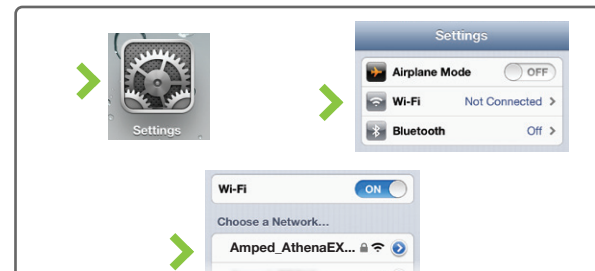 Settings
Settings
Airplane Mode OFF
Wi-Fi Not Connected
Bluetooth Off
Wi-Fi ON
Choose a Network...
Amped_AthenaEX...